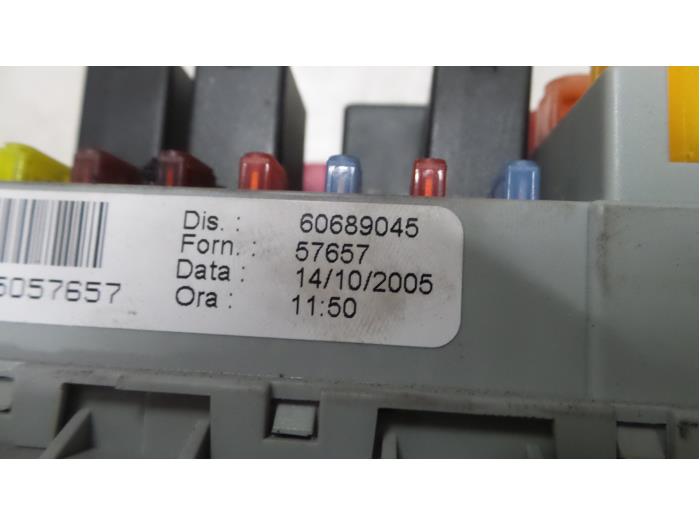 Dis. : 60689045
Forn. : 57657
Data : 14/10/2005
Ora : 11:50
5057657